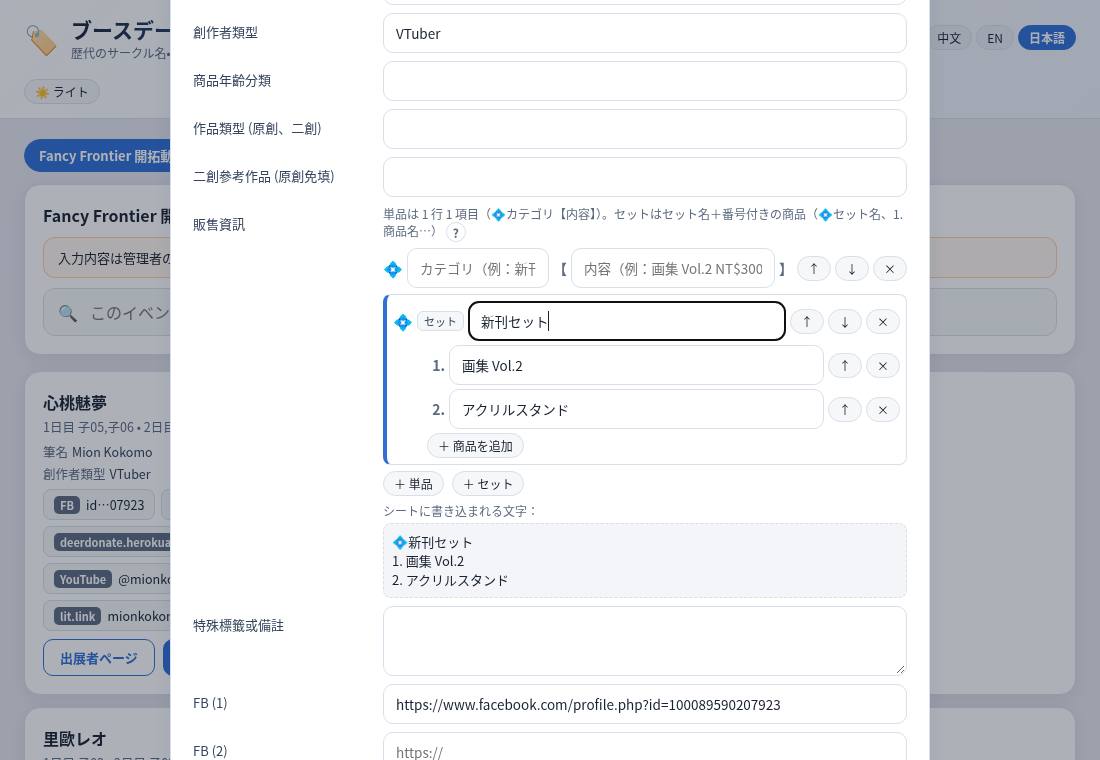 ブースデー
歴代のサークル名•
中文
EN
日本語
☀️ ライト
Fancy Frontier 開拓動
Fancy Frontier 開
入力内容は管理者の
🔍 このイベン
心桃魅夢
1日目 子05,子06 • 2日目
筆名 Mion Kokomo
創作者類型 VTuber
FB id…07923
deerdonate.herokua
YouTube @mionko
lit.link mionkokor
出展者ページ
里歐レオ
創作者類型
VTuber
商品年齡分類
作品類型 (原創、二創)
二創參考作品 (原創免填)
販售資訊
単品は 1 行 1 項目（💠カテゴリ【内容】）。セットはセット名＋番号付きの商品（💠セット名、1.
商品名…） ?
💠 カテゴリ（例：新刊 【 内容（例：画集 Vol.2 NT$300 】 ↑ ↓ ×
💠 セット 新刊セット ↑ ↓ ×
1. 画集 Vol.2 ↑ ×
2. アクリルスタンド ↑ ×
＋ 商品を追加
＋ 単品 ＋ セット
シートに書き込まれる文字：
💠新刊セット
1. 画集 Vol.2
2. アクリルスタンド
特殊標籤或備註
FB (1)
https://www.facebook.com/profile.php?id=100089590207923
FB (2)
https://